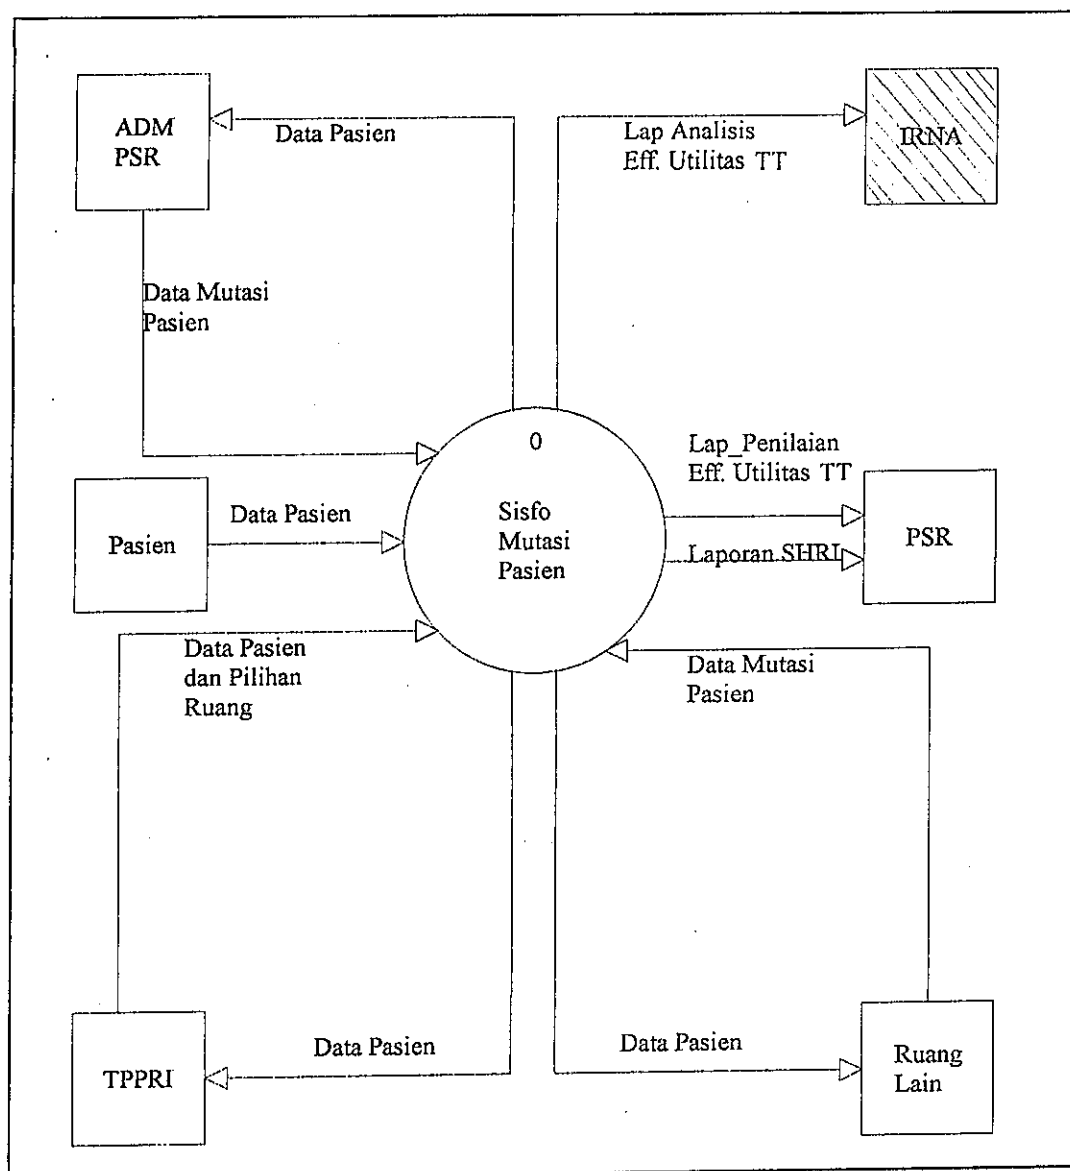 ADM
PSR
Data Pasien
Lap Analisis
Eff. Utilitas TT
IRNA
Data Mutasi
Pasien
0
Sisfo
Mutasi
Pasien
Lap_Penilaian
Eff. Utilitas TT
Pasien
Data Pasien
Laporan SHRI
PSR
Data Pasien
dan Pilihan
Ruang
Data Mutasi
Pasien
TPPRI
Data Pasien
Data Pasien
Ruang
Lain